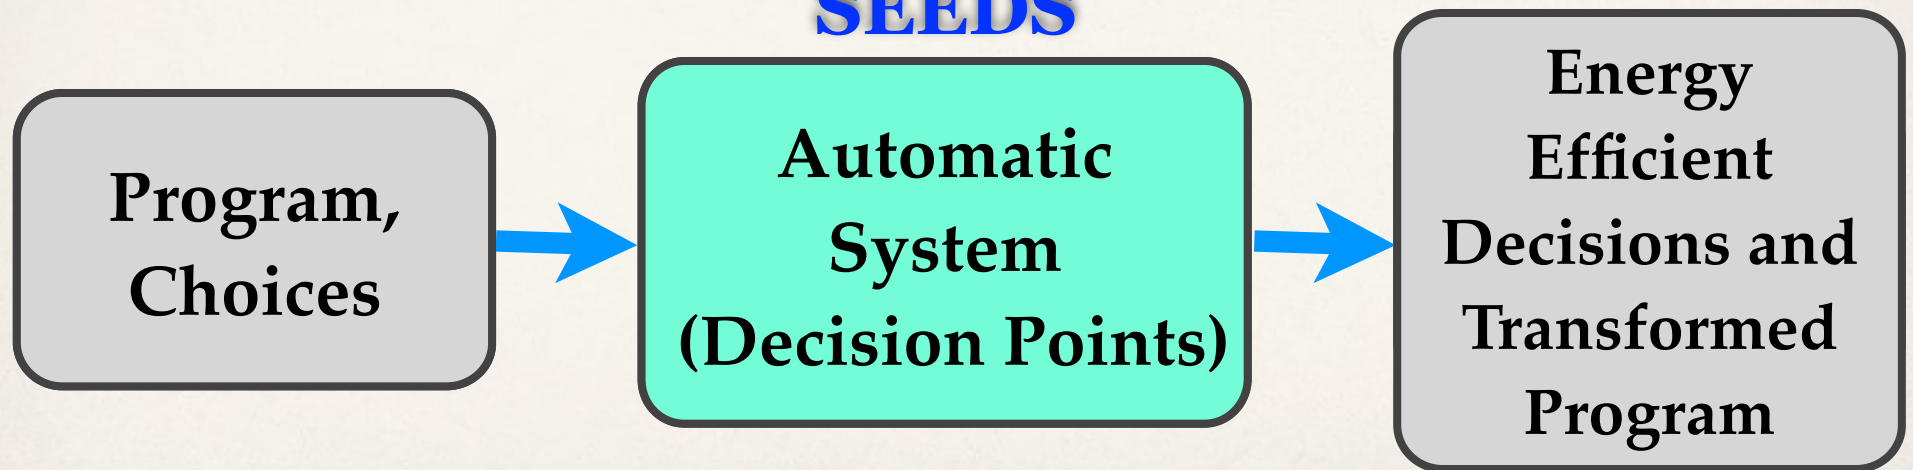 SEEDS
Program,
Choices
Automatic
System
(Decision Points)
Energy
Efficient
Decisions and
Transformed
Program